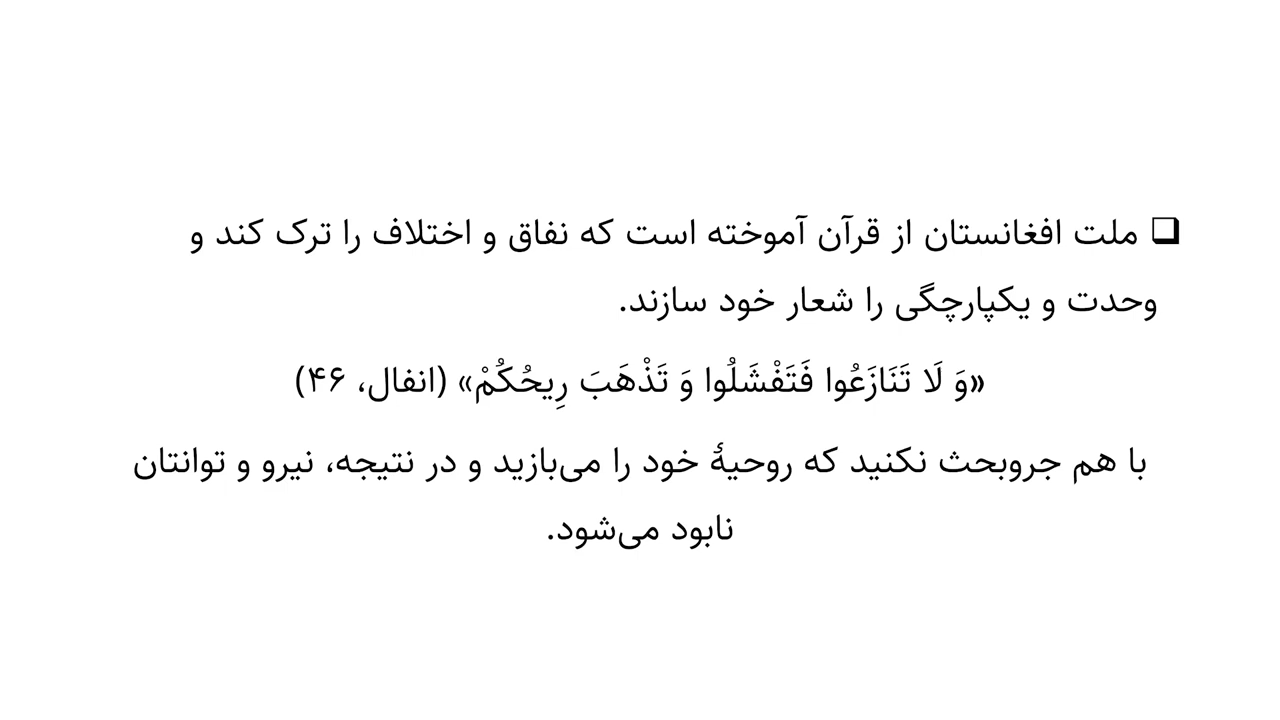 ❑ ملت افغانستان از قرآن آموخته است که نفاق و اختلاف را ترک کند و
وحدت و یکپارچگی را شعار خود سازند.
«وَ لَا تَنَازَعُوا فَتَفْشَلُوا وَ تَذْهَبَ رِیحُکُمْ» (انفال، ۴۶)
با هم جروبحث نکنید که روحیهٔ خود را می‌بازید و در نتیجه، نیرو و توانتان
نابود می‌شود.